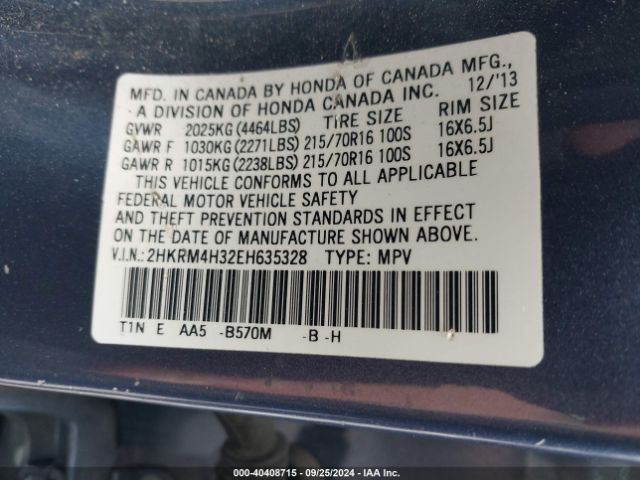 MFD. IN CANADA BY HONDA OF CANADA MFG.,
A DIVISION OF HONDA CANADA INC. 12/'13
GVWR 2025KG (4464LBS) TIRE SIZE RIM SIZE
GAWR F 1030KG (2271LBS) 215/70R16 100S 16X6.5J
GAWR R 1015KG (2238LBS) 215/70R16 100S 16X6.5J
THIS VEHICLE CONFORMS TO ALL APPLICABLE
FEDERAL MOTOR VEHICLE SAFETY
AND THEFT PREVENTION STANDARDS IN EFFECT
ON THE DATE OF MANUFACTURE SHOWN ABOVE.
V.I.N.: 2HKRM4H32EH635328 TYPE: MPV
T1N E AA5 -B570M -B -H
000-40408715 - 09/25/2024 - IAA Inc.